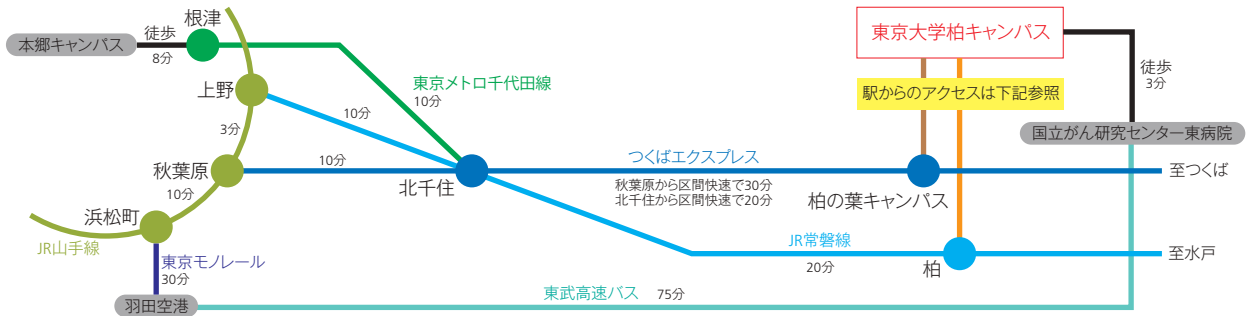 根津
本郷キャンパス
徒歩
8分
上野
東京メトロ千代田線
10分
10分
3分
秋葉原
10分
北千住
つくばエクスプレス
秋葉原から区間快速で30分
北千住から区間快速で20分
東京大学柏キャンパス
駅からのアクセスは下記参照
徒歩
3分
国立がん研究センター東病院
柏の葉キャンパス
至つくば
10分
浜松町
JR山手線
東京モノレール
30分
羽田空港
JR常磐線
20分
柏
至水戸
東武高速バス 75分